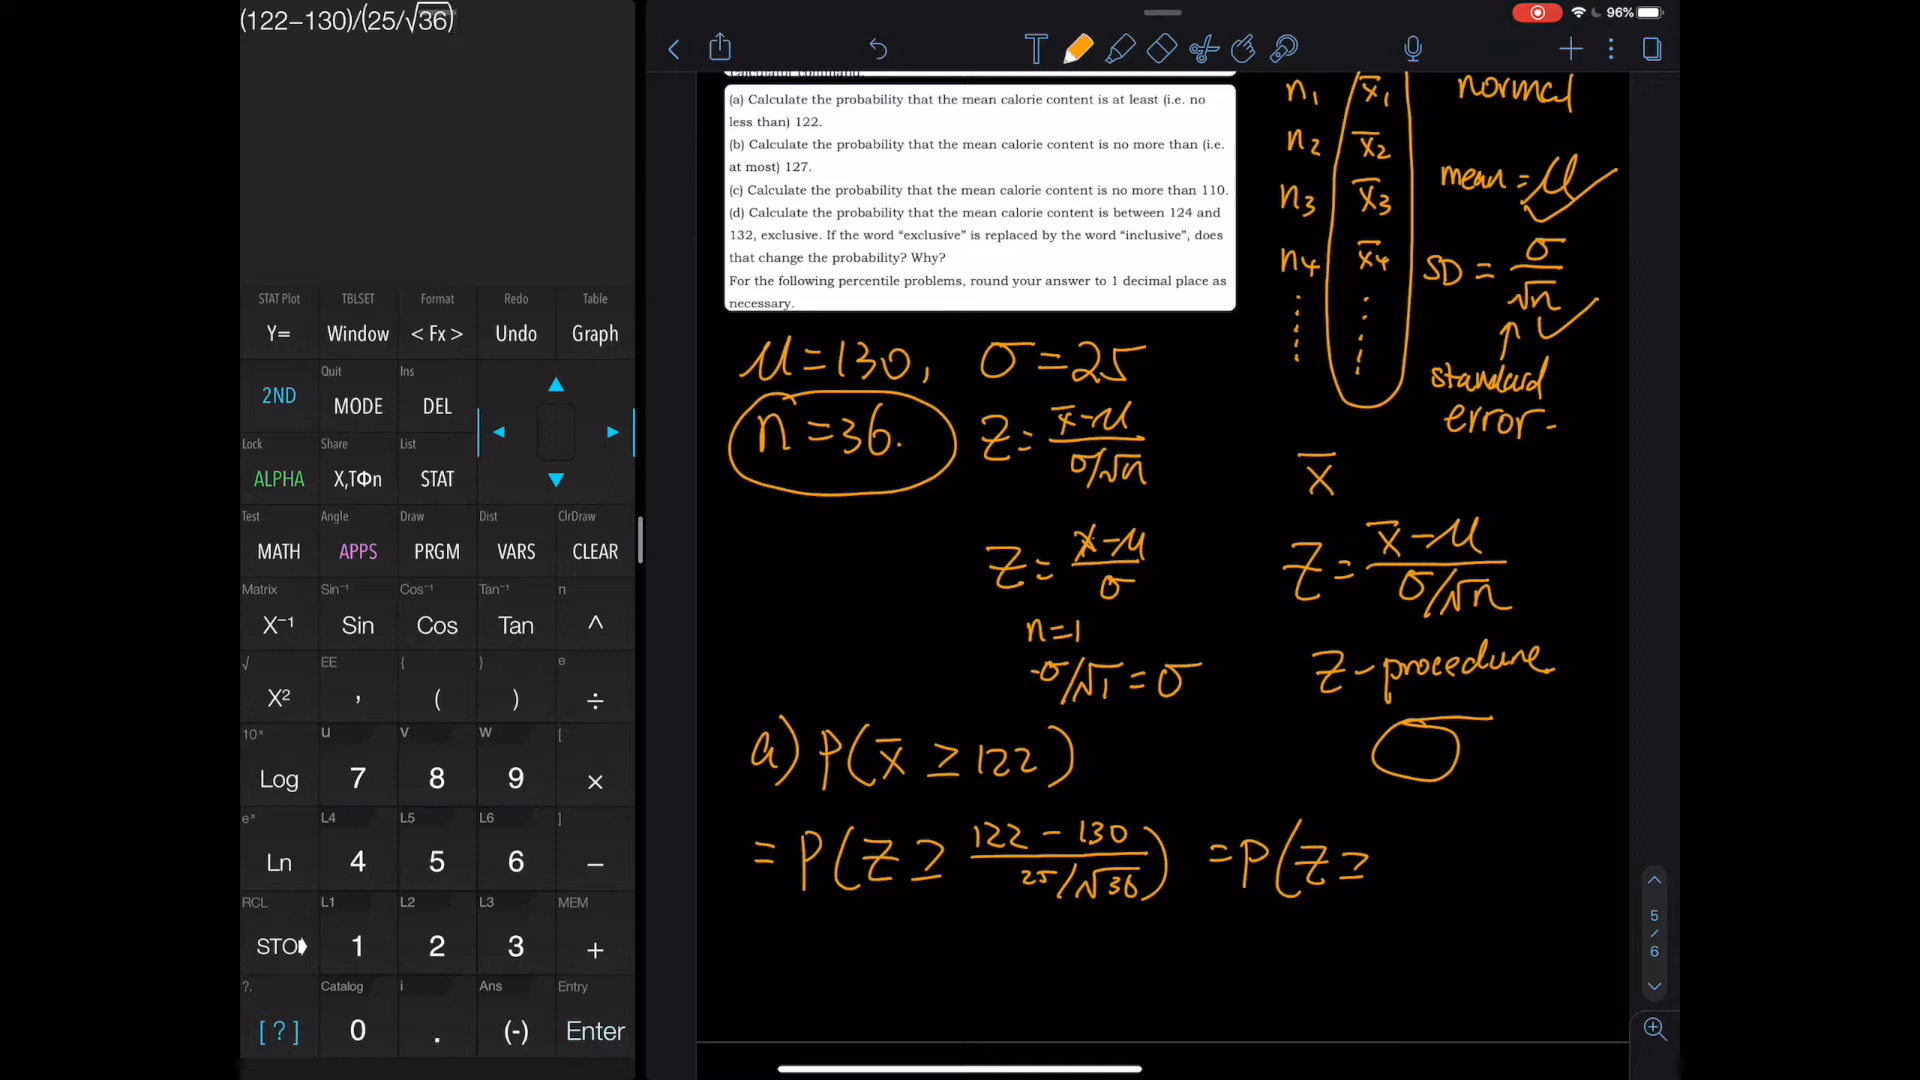 (122−130)/(25/√36)
96%
STAT Plot TBLSET Format Redo Table
Y= Window < Fx > Undo Graph
Quit Ins
2ND MODE DEL
Lock Share List
ALPHA X,TΦn STAT
Test Angle Draw Dist ClrDraw
MATH APPS PRGM VARS CLEAR
Matrix Sin⁻¹ Cos⁻¹ Tan⁻¹ π
X⁻¹ Sin Cos Tan ^
√ EE { } e
X² , ( ) ÷
10ˣ u V W [
Log 7 8 9 ×
eˣ L4 L5 L6 ]
Ln 4 5 6 −
RCL L1 L2 L3 MEM
STO 1 2 3 +
?. Catalog i Ans Entry
[ ? ] 0 . (-) Enter
calculator command.
(a) Calculate the probability that the mean calorie content is at least (i.e. no
less than) 122.
(b) Calculate the probability that the mean calorie content is no more than (i.e.
at most) 127.
(c) Calculate the probability that the mean calorie content is no more than 110.
(d) Calculate the probability that the mean calorie content is between 124 and
132, exclusive. If the word “exclusive” is replaced by the word “inclusive”, does
that change the probability? Why?
For the following percentile problems, round your answer to 1 decimal place as
necessary.
n₁ x̄₁ normal
n₂ x̄₂
n₃ x̄₃ mean = μ
n₄ x̄₄ SD = σ/√n
standard
error
μ=130, σ=25
n=36. z= (x̄-μ)/(σ/√n)
x̄
z= (x-μ)/σ
z= (x̄-μ)/(σ/√n)
n=1
σ/√1 = σ
z-procedure
σ
a) P(x̄ ≥ 122)
= P(z ≥ (122-130)/(25/√36)) = P(z ≥
5
/
6